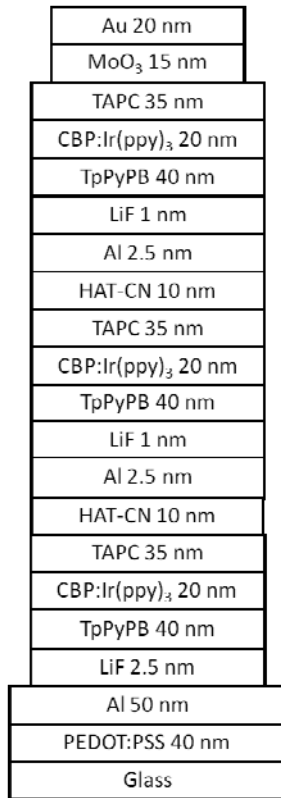 Au 20 nm
MoO₃ 15 nm
TAPC 35 nm
CBP:Ir(ppy)₃ 20 nm
TpPyPB 40 nm
LiF 1 nm
Al 2.5 nm
HAT-CN 10 nm
TAPC 35 nm
CBP:Ir(ppy)₃ 20 nm
TpPyPB 40 nm
LiF 1 nm
Al 2.5 nm
HAT-CN 10 nm
TAPC 35 nm
CBP:Ir(ppy)₃ 20 nm
TpPyPB 40 nm
LiF 2.5 nm
Al 50 nm
PEDOT:PSS 40 nm
Glass